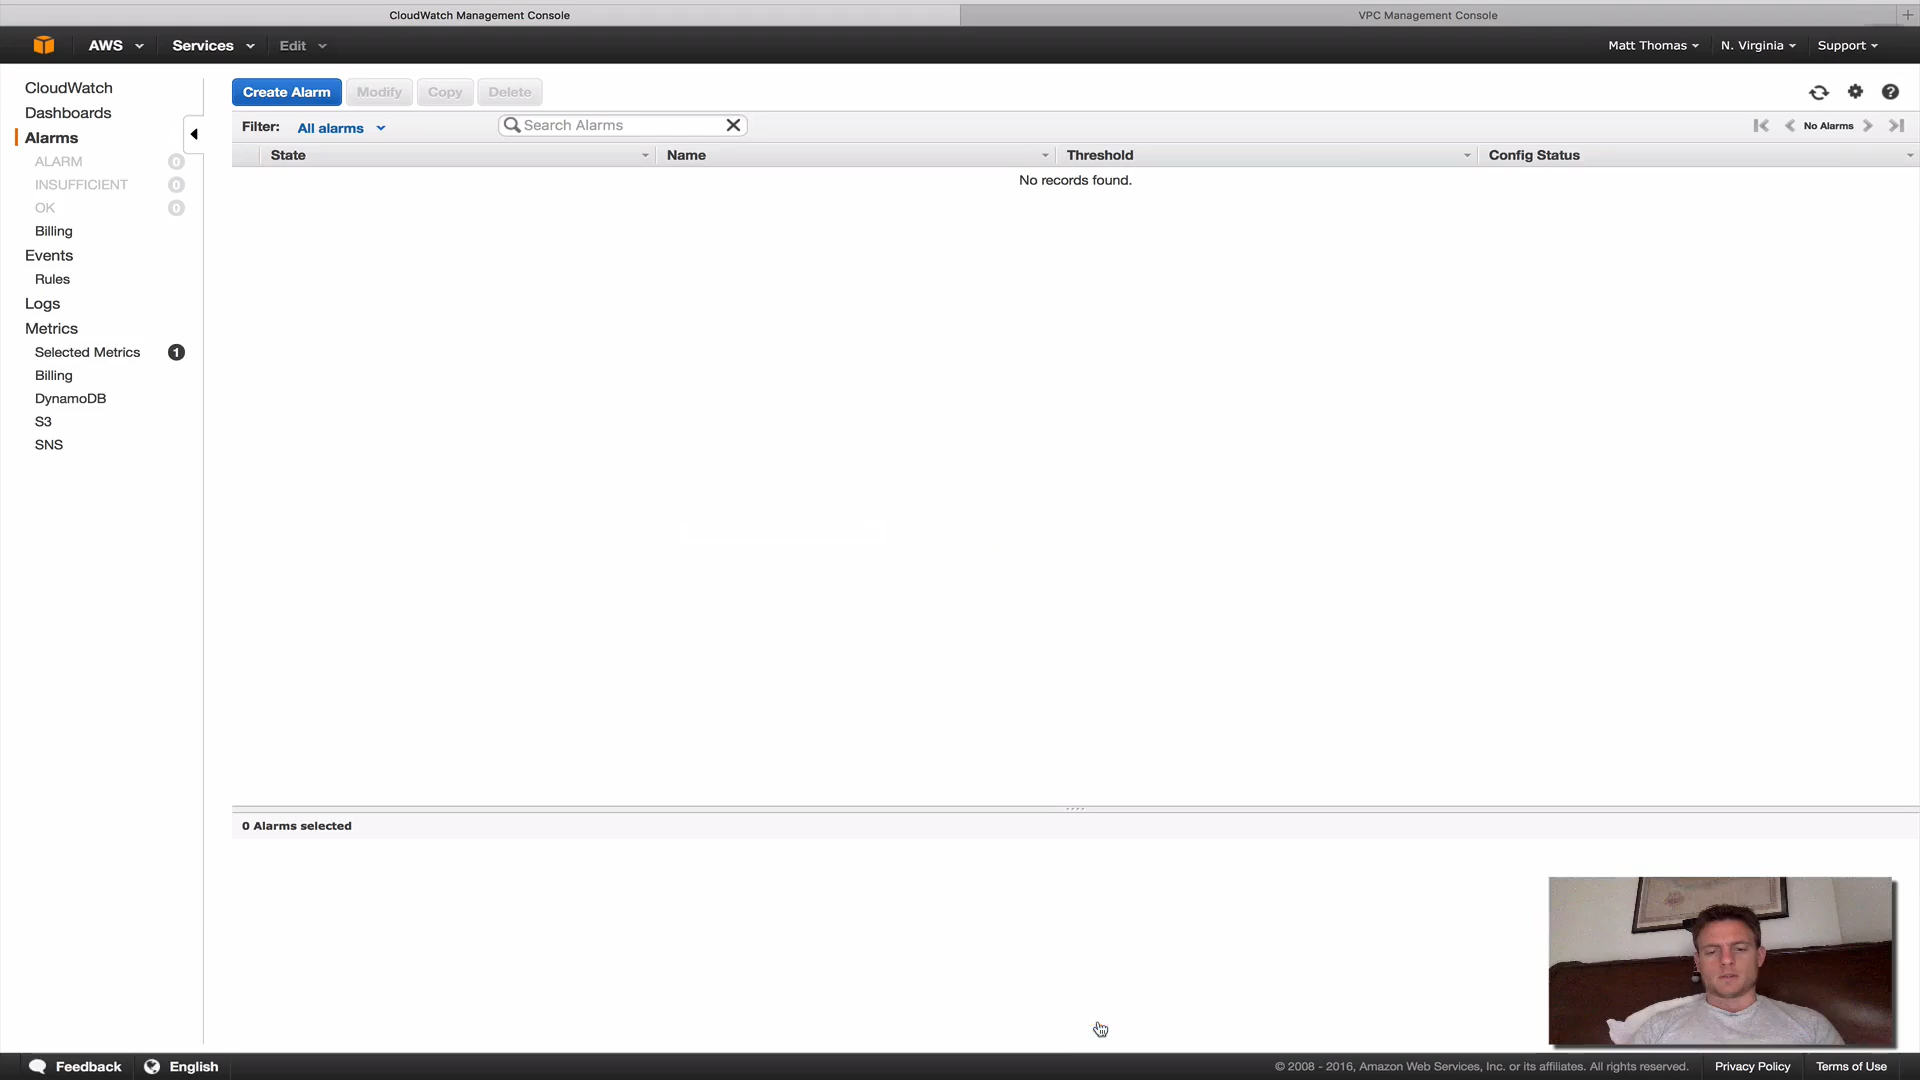 CloudWatch Management Console
VPC Management Console
AWS Services Edit Matt Thomas N. Virginia Support
CloudWatch
Dashboards
Alarms
ALARM 0
INSUFFICIENT 0
OK 0
Billing
Events
Rules
Logs
Metrics
Selected Metrics 1
Billing
DynamoDB
S3
SNS
Create Alarm Modify Copy Delete
Filter: All alarms Search Alarms No Alarms
State Name Threshold Config Status
No records found.
0 Alarms selected
Feedback English © 2008 - 2016, Amazon Web Services, Inc. or its affiliates. All rights reserved. Privacy Policy Terms of Use